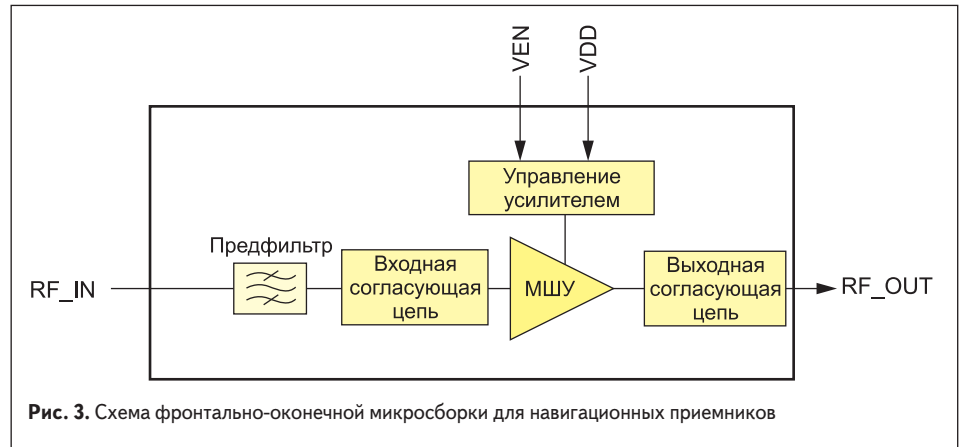 VEN
VDD
Управление
усилителем
Предфильтр
RF_IN
Входная
согласующая
цепь
МШУ
Выходная
согласующая
цепь
RF_OUT
Рис. 3. Схема фронтально-оконечной микросборки для навигационных приемников